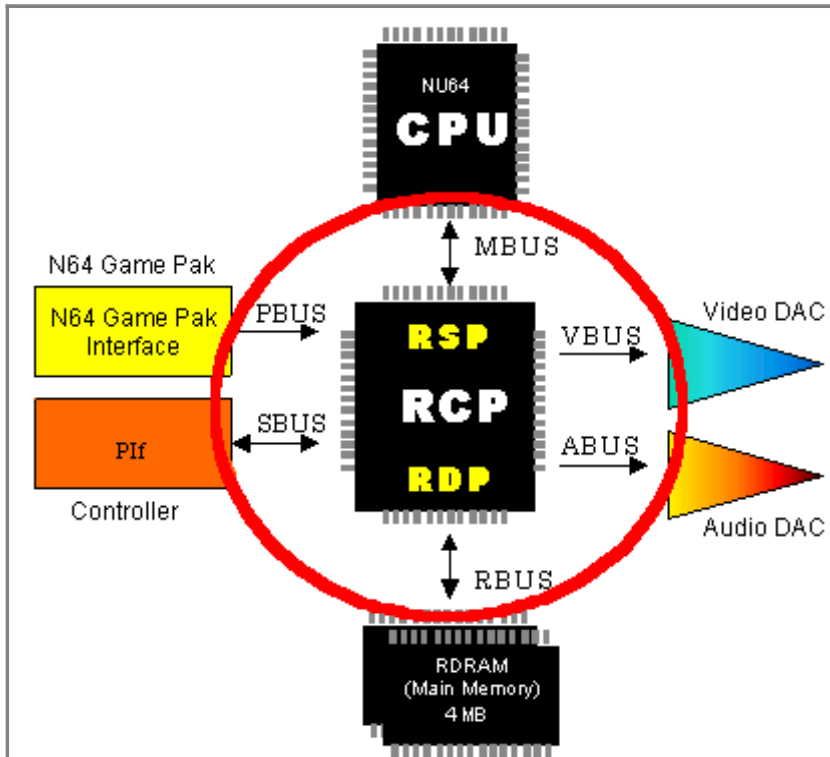 NU64
CPU
MBUS
N64 Game Pak
N64 Game Pak
Interface
PBUS
RSP
RCP
RDP
VBUS
Video DAC
SBUS
PIf
Controller
ABUS
Audio DAC
RBUS
RDRAM
(Main Memory)
4 MB